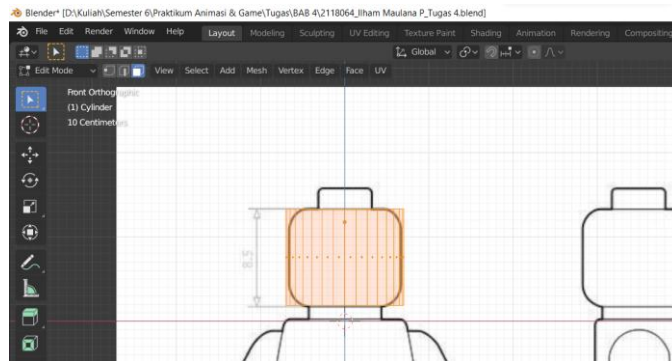 Blender* [D:\Kuliah\Semester 6\Praktikum Animasi & Game\Tugas\BAB 4\2118064_Ilham Maulana P_Tugas 4.blend]
File Edit Render Window Help Layout Modeling Sculpting UV Editing Texture Paint Shading Animation Rendering Compositing
Global
Edit Mode View Select Add Mesh Vertex Edge Face UV
Front Orthographic
(1) Cylinder
10 Centimeters
8.5